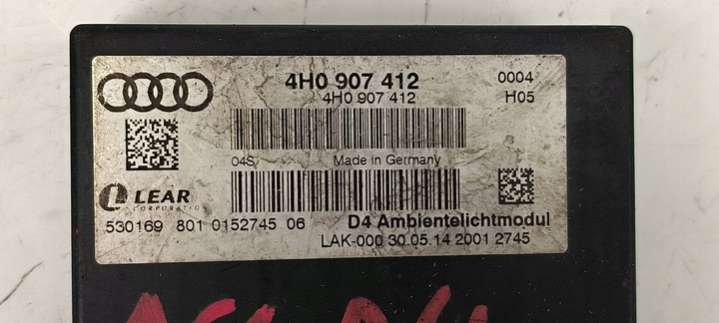 4H0 907 412
4H0 907 412
0004
H05
04S
Made in Germany
LEAR
CORPORATION
530169 801 0152745 06
D4 Ambientelichtmodul
LAK-000 30.05.14 2001 2745